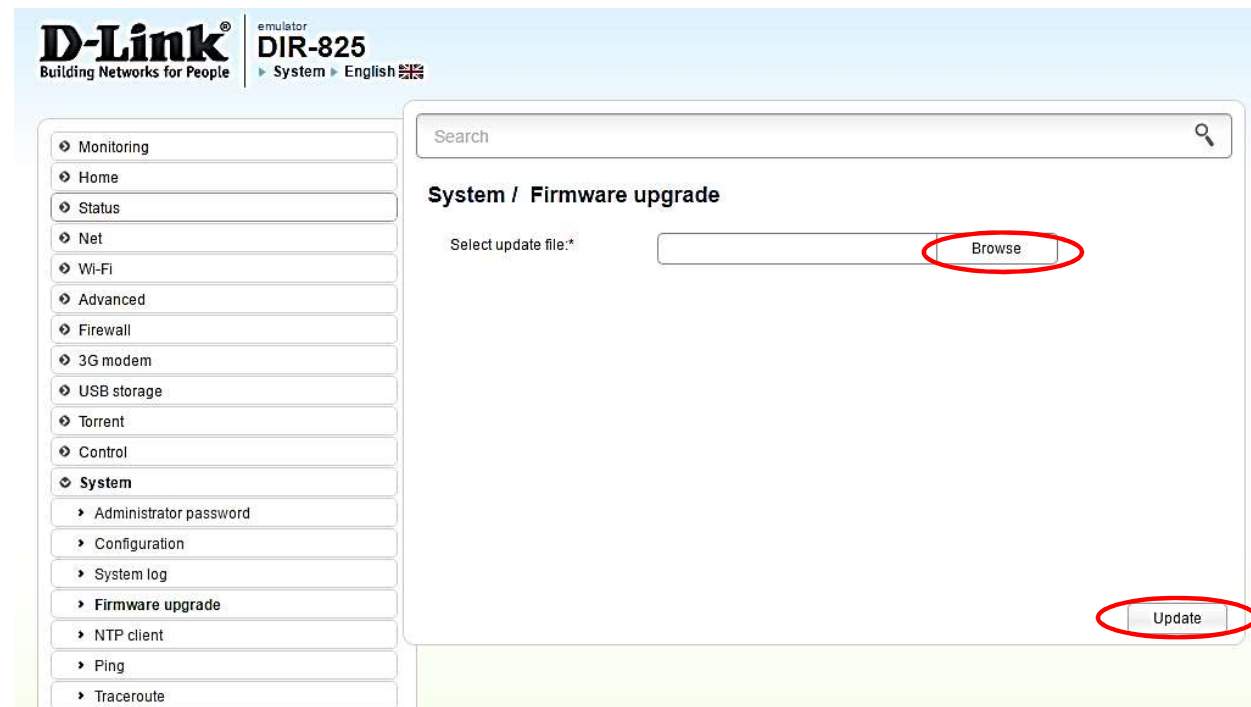 D-Link®
Building Networks for People
emulator
DIR-825
System English
Monitoring
Home
Status
Net
Wi-Fi
Advanced
Firewall
3G modem
USB storage
Torrent
Control
System
Administrator password
Configuration
System log
Firmware upgrade
NTP client
Ping
Traceroute
Search
System / Firmware upgrade
Select update file:*
Browse
Update